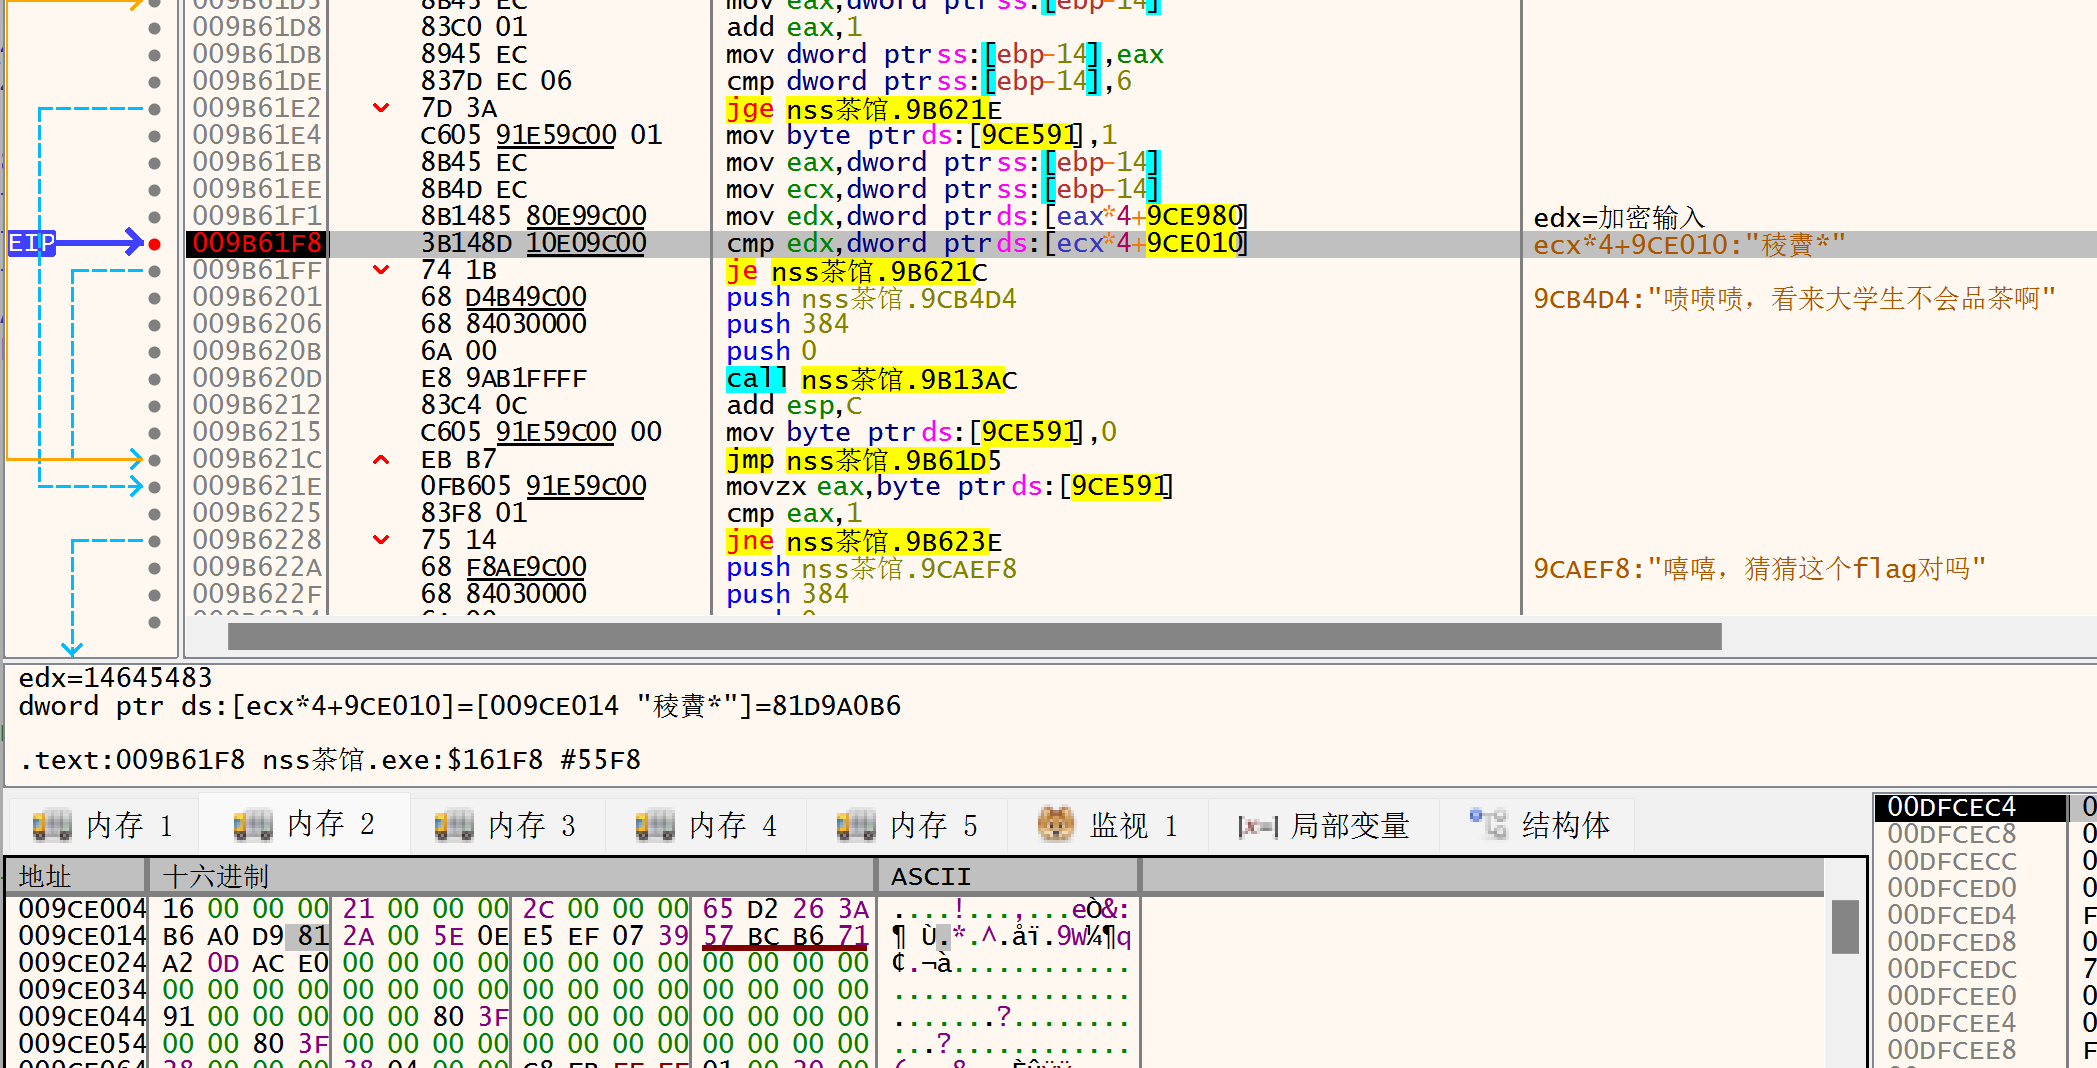 009B61D5 8B45 EC mov eax,dword ptr ss:[ebp-14]
009B61D8 83C0 01 add eax,1
009B61DB 8945 EC mov dword ptr ss:[ebp-14],eax
009B61DE 837D EC 06 cmp dword ptr ss:[ebp-14],6
009B61E2 7D 3A jge nss茶馆.9B621E
009B61E4 C605 91E59C00 01 mov byte ptr ds:[9CE591],1
009B61EB 8B45 EC mov eax,dword ptr ss:[ebp-14]
009B61EE 8B4D EC mov ecx,dword ptr ss:[ebp-14]
009B61F1 8B1485 80E99C00 mov edx,dword ptr ds:[eax*4+9CE980] edx=加密输入
EIP 009B61F8 3B148D 10E09C00 cmp edx,dword ptr ds:[ecx*4+9CE010] ecx*4+9CE010:"稜賮*"
009B61FF 74 1B je nss茶馆.9B621C
009B6201 68 D4B49C00 push nss茶馆.9CB4D4 9CB4D4:"啧啧啧，看来大学生不会品茶啊"
009B6206 68 84030000 push 384
009B620B 6A 00 push 0
009B620D E8 9AB1FFFF call nss茶馆.9B13AC
009B6212 83C4 0C add esp,C
009B6215 C605 91E59C00 00 mov byte ptr ds:[9CE591],0
009B621C EB B7 jmp nss茶馆.9B61D5
009B621E 0FB605 91E59C00 movzx eax,byte ptr ds:[9CE591]
009B6225 83F8 01 cmp eax,1
009B6228 75 14 jne nss茶馆.9B623E
009B622A 68 F8AE9C00 push nss茶馆.9CAEF8 9CAEF8:"嘻嘻，猜猜这个flag对吗"
009B622F 68 84030000 push 384
edx=14645483
dword ptr ds:[ecx*4+9CE010]=[009CE014 "稜賮*"]=81D9A0B6
.text:009B61F8 nss茶馆.exe:$161F8 #55F8
内存 1 内存 2 内存 3 内存 4 内存 5 监视 1 [x=] 局部变量 结构体
地址 十六进制 ASCII
009CE004 16 00 00 00 21 00 00 00 2C 00 00 00 65 D2 26 3A ....!...,...eÒ&:
009CE014 B6 A0 D9 81 2A 00 5E 0E E5 EF 07 39 57 BC B6 71 ¶ Ù.*.^.åï.9W¼¶q
009CE024 A2 0D AC E0 00 00 00 00 00 00 00 00 00 00 00 00 ¢.¬à............
009CE034 00 00 00 00 00 00 00 00 00 00 00 00 00 00 00 00 ................
009CE044 91 00 00 00 00 00 80 3F 00 00 00 00 00 00 00 00 .......?........
009CE054 00 00 80 3F 00 00 00 00 00 00 00 00 00 00 00 00 ...?............
00DFCEC4 0
00DFCEC8 0
00DFCECC 0
00DFCED0 0
00DFCED4 F
00DFCED8 0
00DFCEDC 7
00DFCEE0 0
00DFCEE4 0
00DFCEE8 F